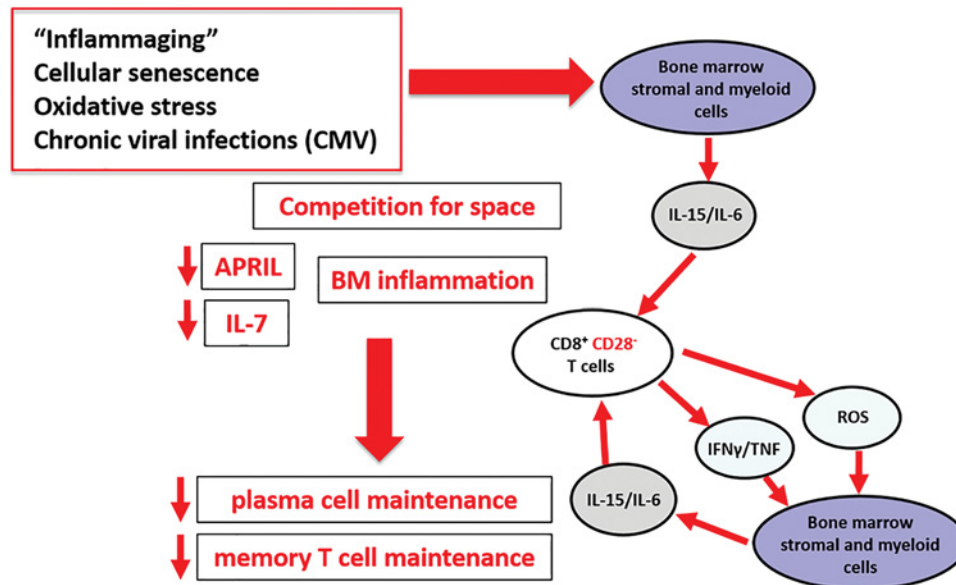 “Inflammaging”
Cellular senescence
Oxidative stress
Chronic viral infections (CMV)
Bone marrow
stromal and myeloid
cells
Competition for space
IL-15/IL-6
APRIL
BM inflammation
IL-7
CD8⁺ CD28⁻
T cells
ROS
IFNγ/TNF
plasma cell maintenance
IL-15/IL-6
memory T cell maintenance
Bone marrow
stromal and myeloid
cells